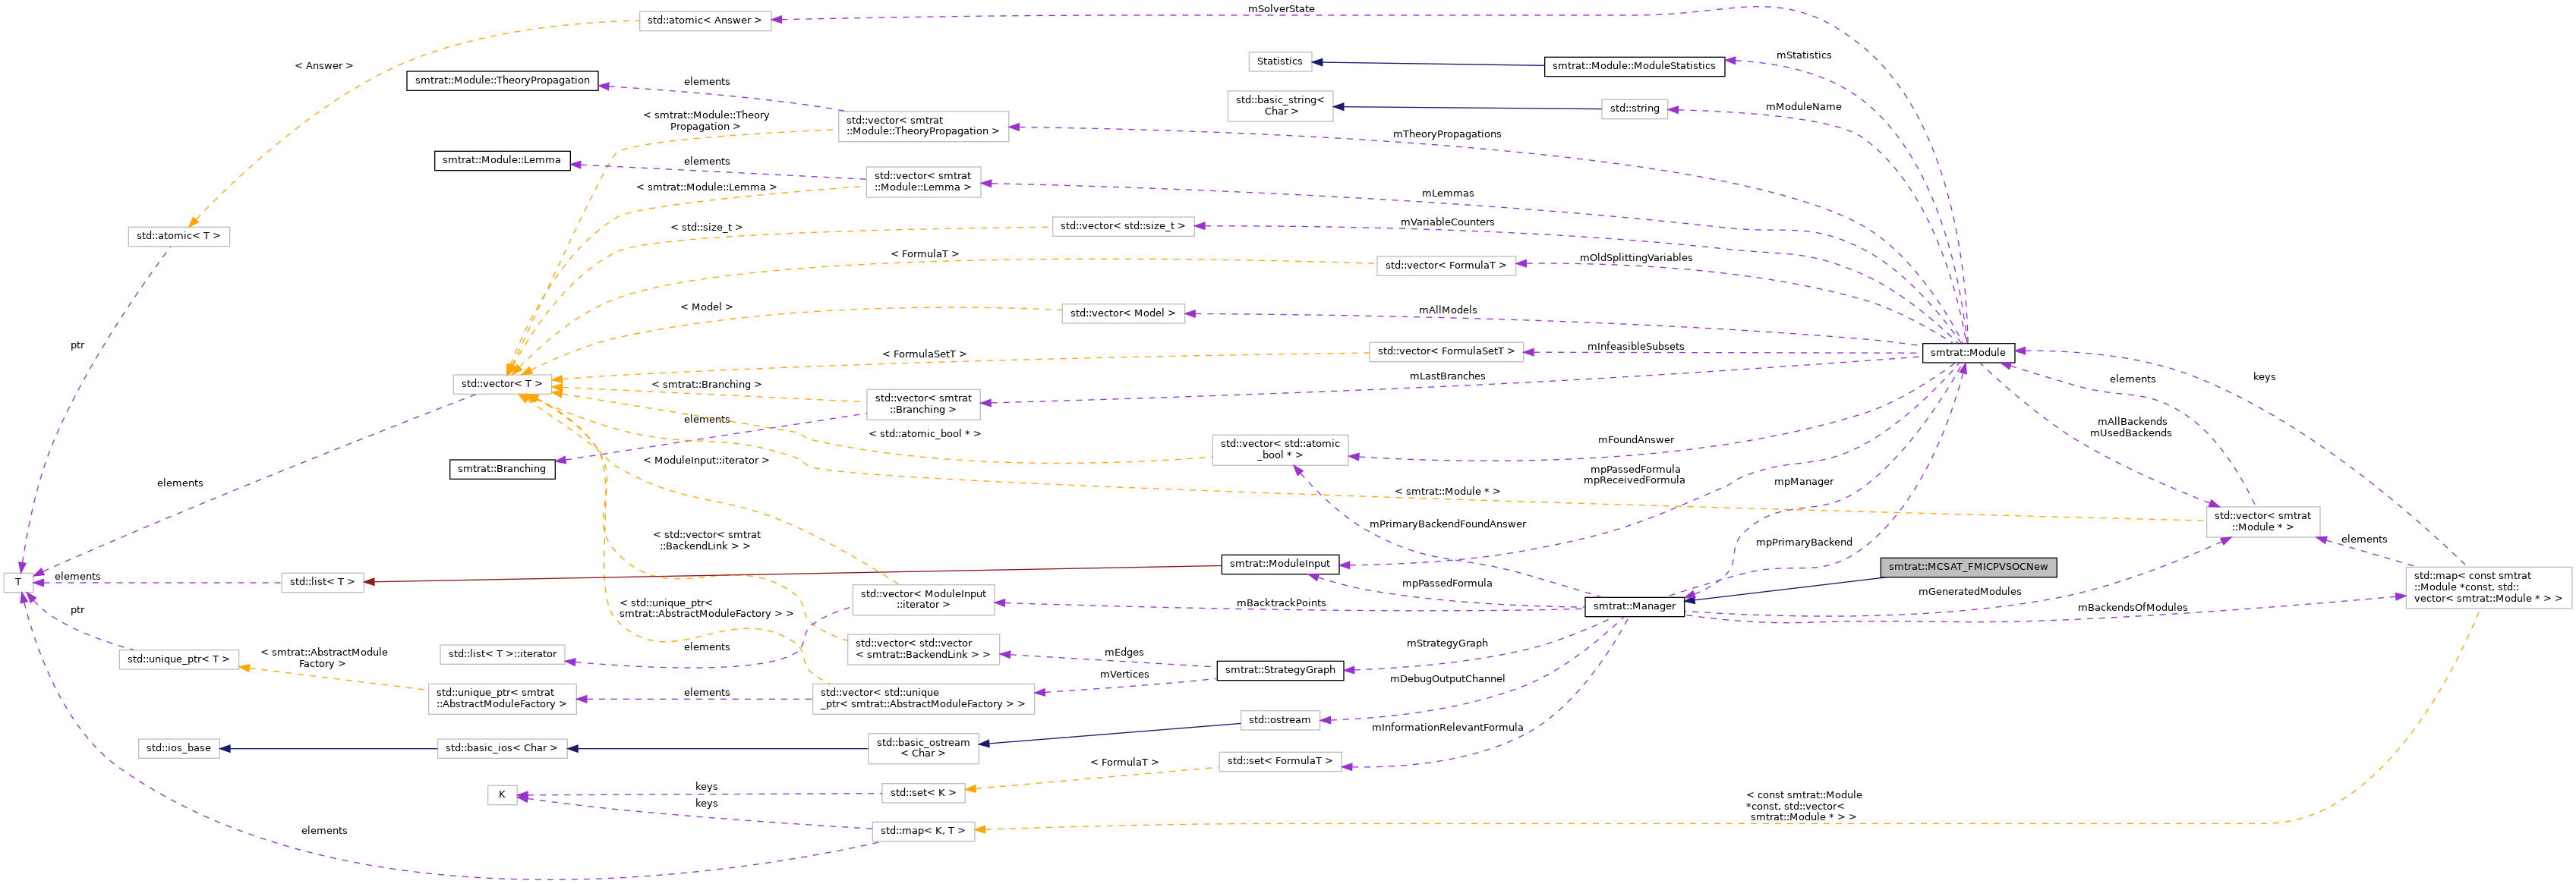 mSolverState
std::atomic< Answer >
mStatistics
Statistics
smtrat::Module::ModuleStatistics
< Answer >
smtrat::Module::TheoryPropagation
elements
std::basic_string<
Char >
std::string
mModuleName
< smtrat::Module::Theory
Propagation >
std::vector< smtrat
::Module::TheoryPropagation >
mTheoryPropagations
smtrat::Module::Lemma
elements
std::vector< smtrat
::Module::Lemma >
< smtrat::Module::Lemma >
mLemmas
std::atomic< T >
< std::size_t >
std::vector< std::size_t >
mVariableCounters
< FormulaT >
std::vector< FormulaT >
mOldSplittingVariables
< Model >
std::vector< Model >
mAllModels
ptr
< FormulaSetT >
std::vector< FormulaSetT >
mInfeasibleSubsets
smtrat::Module
std::vector< T >
< smtrat::Branching >
std::vector< smtrat
::Branching >
mLastBranches
elements
keys
elements
< std::atomic_bool * >
std::vector< std::atomic
_bool * >
mFoundAnswer
mAllBackends
mUsedBackends
smtrat::Branching
< ModuleInput::iterator >
mpPassedFormula
mpReceivedFormula
mpManager
elements
< smtrat::Module * >
std::vector< smtrat
::Module * >
mPrimaryBackendFoundAnswer
< std::vector< smtrat
::BackendLink > >
mpPrimaryBackend
elements
smtrat::ModuleInput
smtrat::MCSAT_FMICPVSOCNew
T
elements
std::list< T >
mpPassedFormula
std::map< const smtrat
::Module *const, std::
vector< smtrat::Module * > >
mGeneratedModules
ptr
< std::unique_ptr<
smtrat::AbstractModuleFactory > >
std::vector< ModuleInput
::iterator >
mBacktrackPoints
smtrat::Manager
mBackendsOfModules
std::unique_ptr< T >
< smtrat::AbstractModule
Factory >
std::list< T >::iterator
elements
std::vector< std::vector
< smtrat::BackendLink > >
mEdges
mStrategyGraph
smtrat::StrategyGraph
mVertices
mDebugOutputChannel
std::unique_ptr< smtrat
::AbstractModuleFactory >
elements
std::vector< std::unique
_ptr< smtrat::AbstractModuleFactory > >
std::ostream
mInformationRelevantFormula
std::ios_base
std::basic_ios< Char >
std::basic_ostream
< Char >
< FormulaT >
std::set< FormulaT >
K
keys
std::set< K >
keys
< const smtrat::Module
*const, std::vector<
smtrat::Module * > >
elements
std::map< K, T >